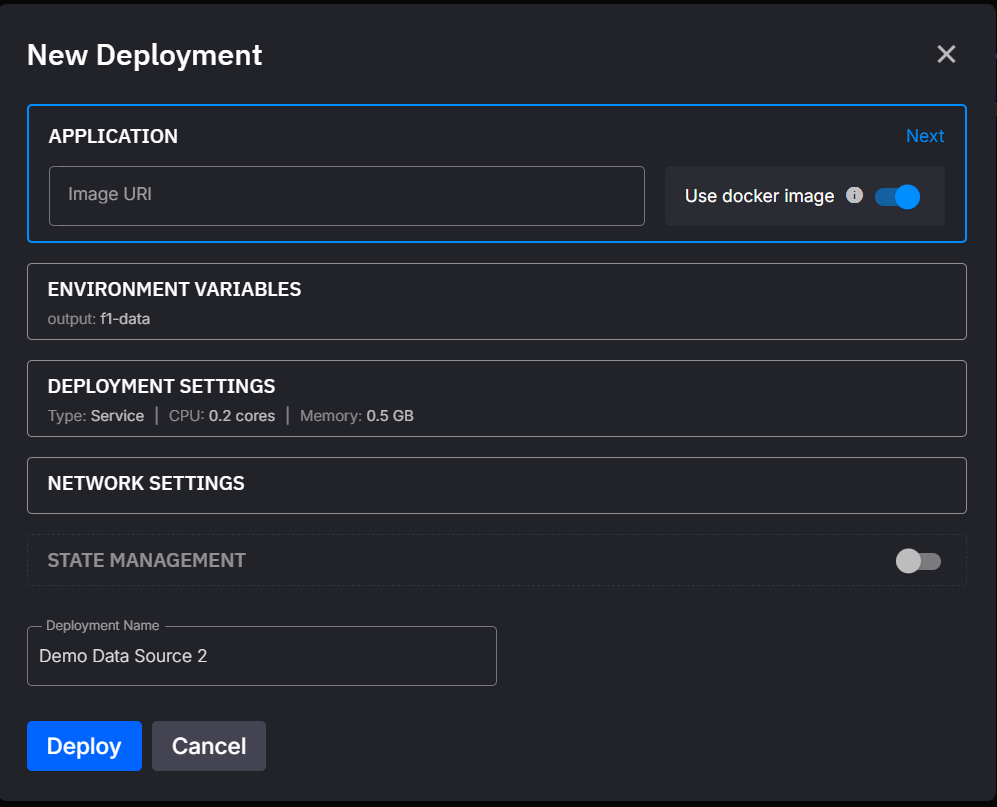 New Deployment
APPLICATION
Next
Image URI
Use docker image
ENVIRONMENT VARIABLES
output: f1-data
DEPLOYMENT SETTINGS
Type: Service | CPU: 0.2 cores | Memory: 0.5 GB
NETWORK SETTINGS
STATE MANAGEMENT
Deployment Name
Demo Data Source 2
Deploy
Cancel